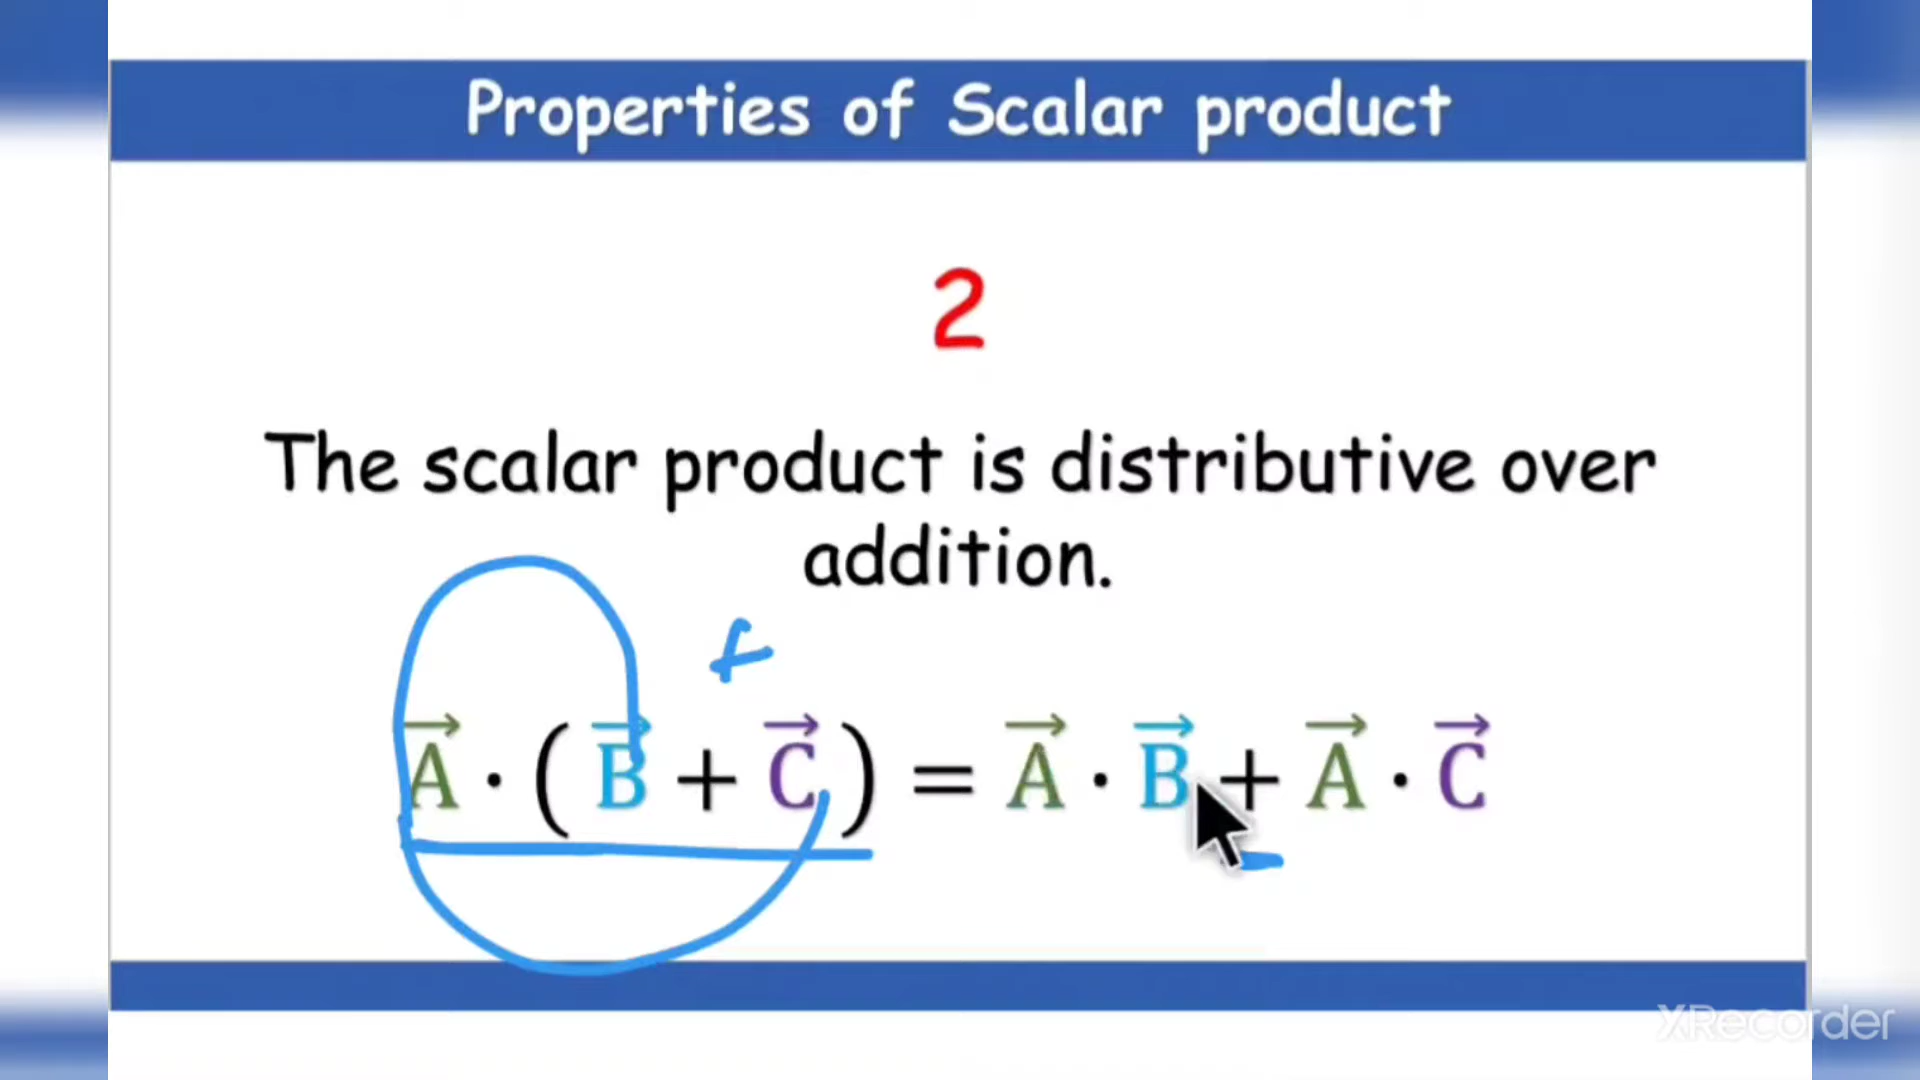 Properties of Scalar product
2
The scalar product is distributive over
addition.
+
A⃗ · ( B⃗ + C⃗ ) = A⃗ · B⃗ + A⃗ · C⃗
XRecorder